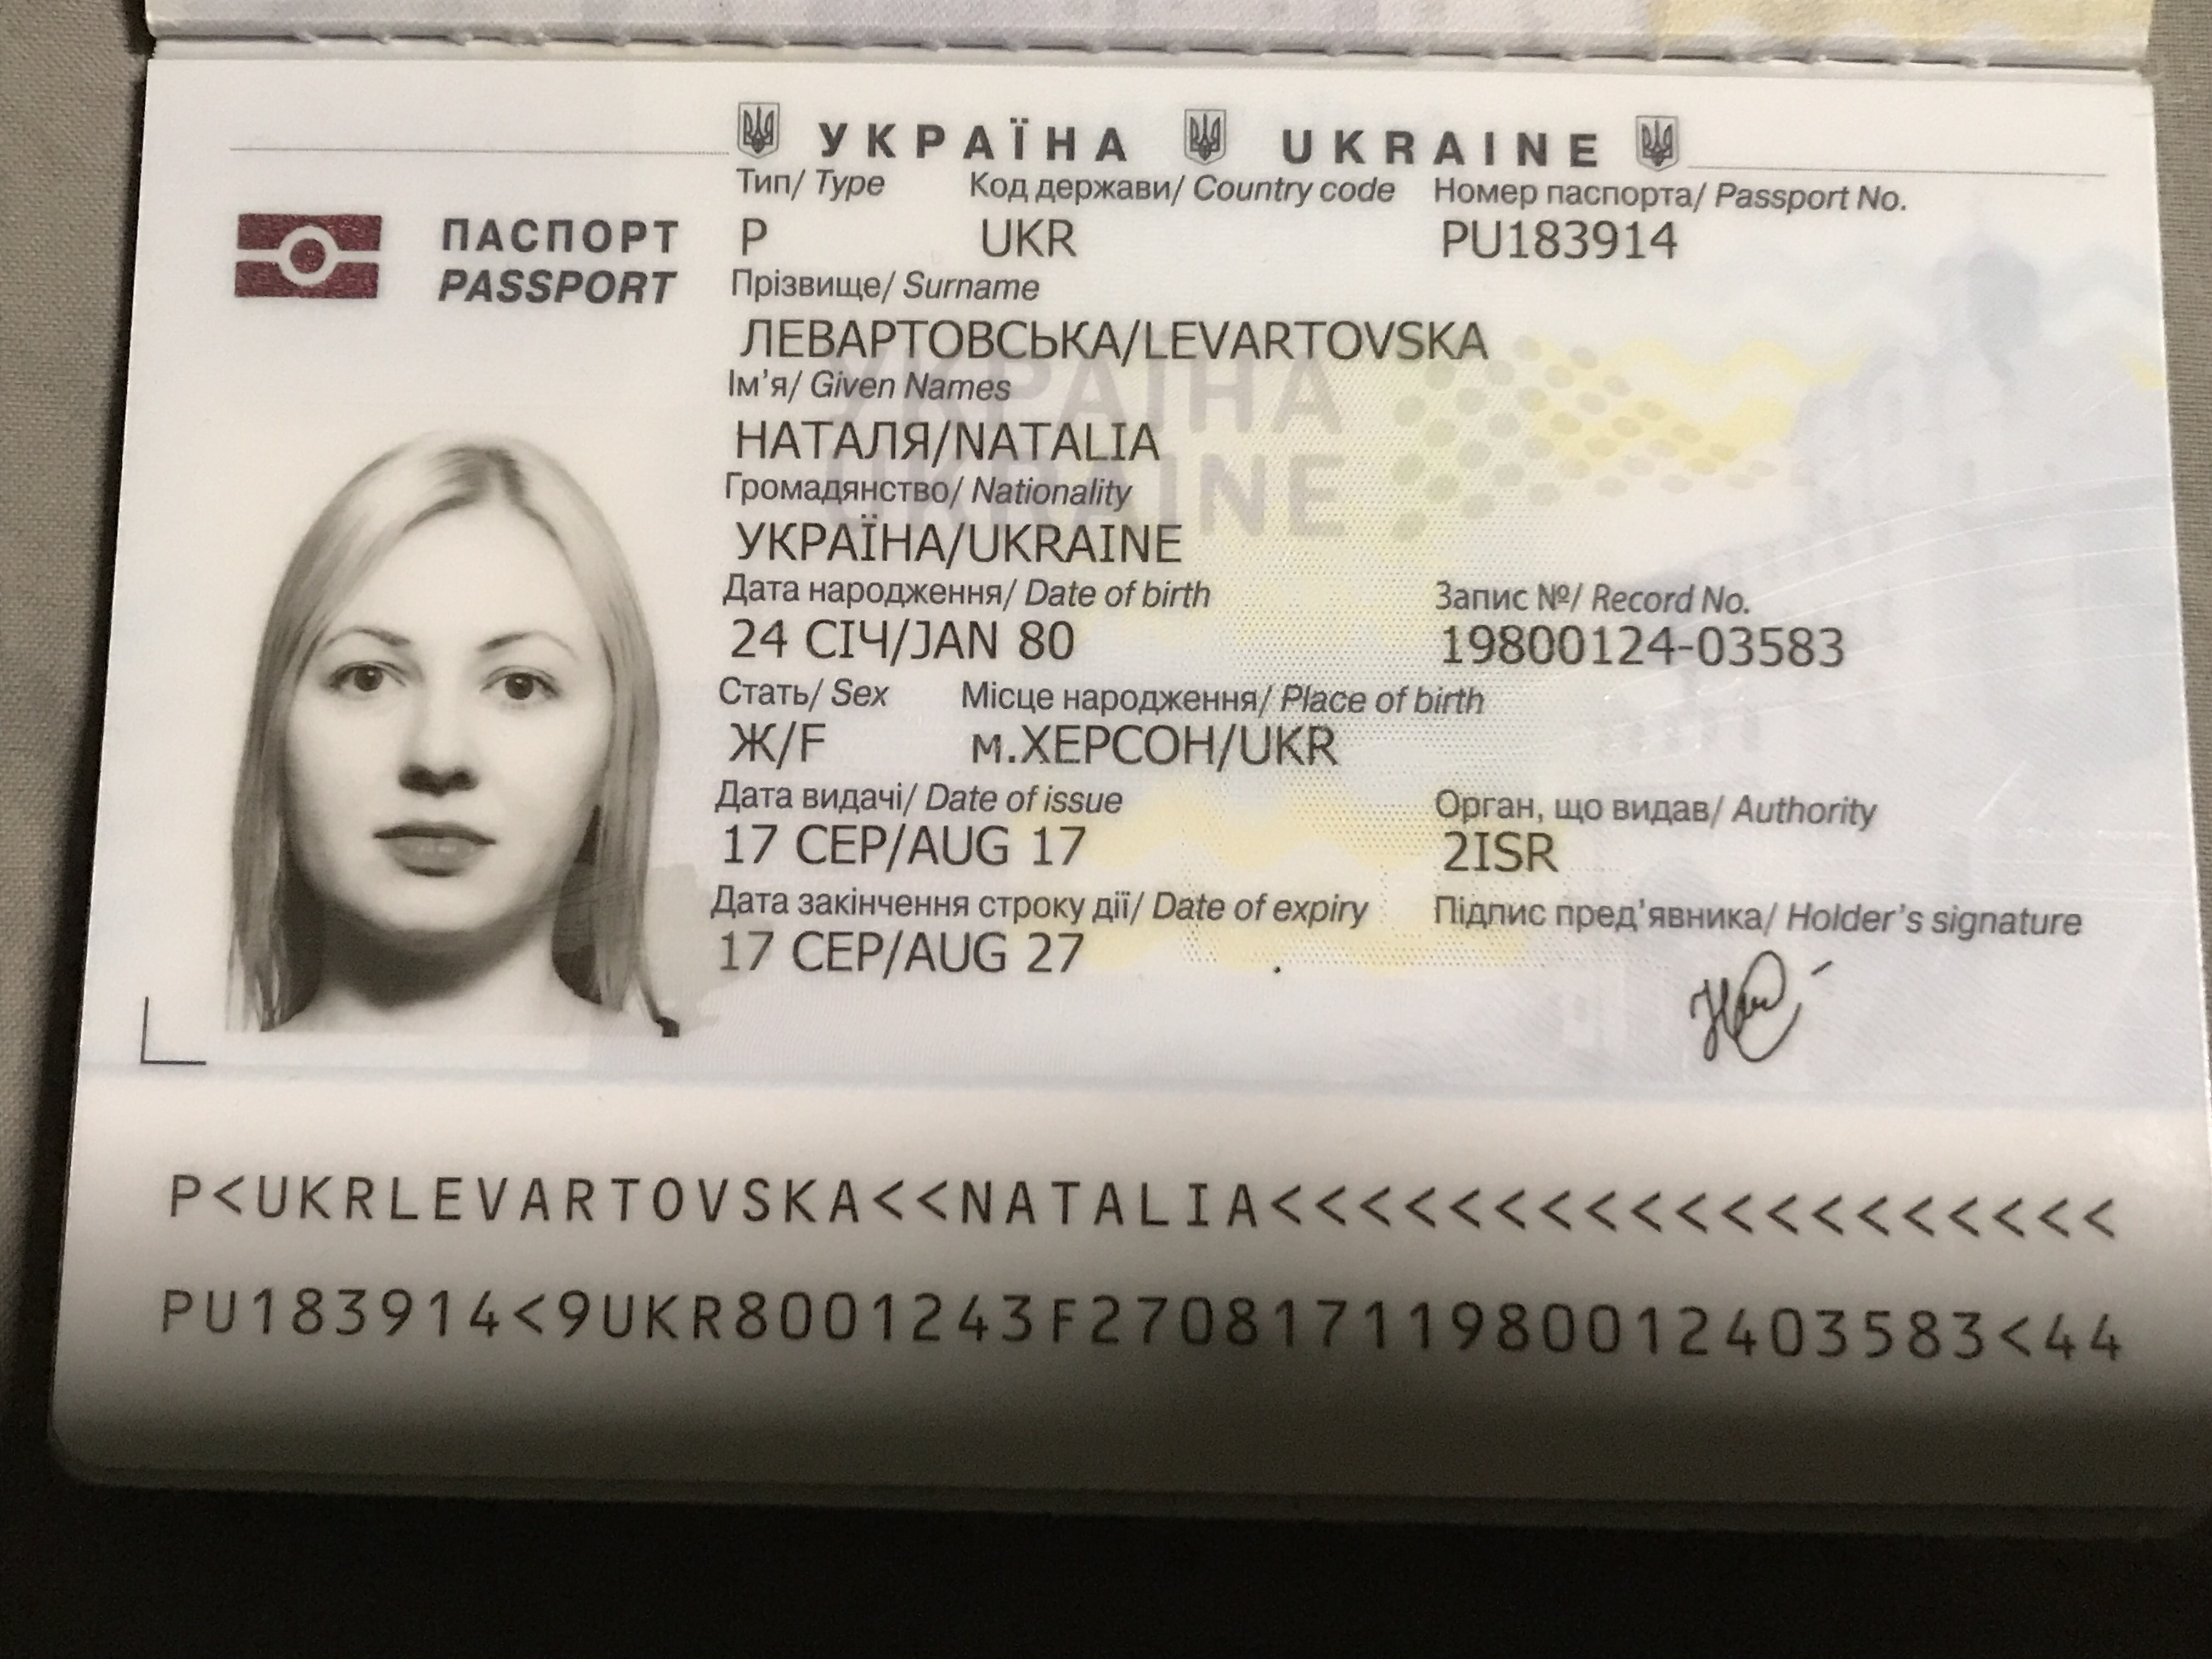 УКРАЇНА UKRAINE
Тип/ Type Код держави/ Country code Номер паспорта/ Passport No.
ПАСПОРТ P UKR PU183914
PASSPORT
Прізвище/ Surname
ЛЕВАРТОВСЬКА/LEVARTOVSKA
Ім'я/ Given Names
НАТАЛЯ/NATALIA
Громадянство/ Nationality
УКРАЇНА/UKRAINE
Дата народження/ Date of birth Запис №/ Record No.
24 СІЧ/JAN 80 19800124-03583
Стать/ Sex Місце народження/ Place of birth
Ж/F м.ХЕРСОН/UKR
Дата видачі/ Date of issue Орган, що видав/ Authority
17 СЕР/AUG 17 2ISR
Дата закінчення строку дії/ Date of expiry Підпис пред'явника/ Holder's signature
17 СЕР/AUG 27
УКРАЇНА
UKRAINE
P<UKRLEVARTOVSKA<<NATALIA<<<<<<<<<<<<<<<<<<<
PU183914<9UKR8001243F27081711980012403583<44